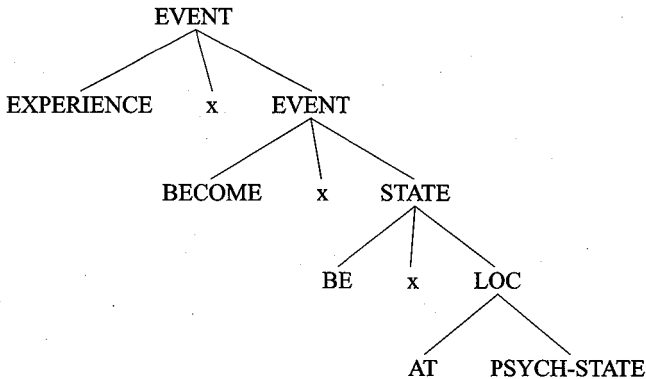 EVENT
EXPERIENCE x EVENT
BECOME x STATE
BE x LOC
AT PSYCH-STATE